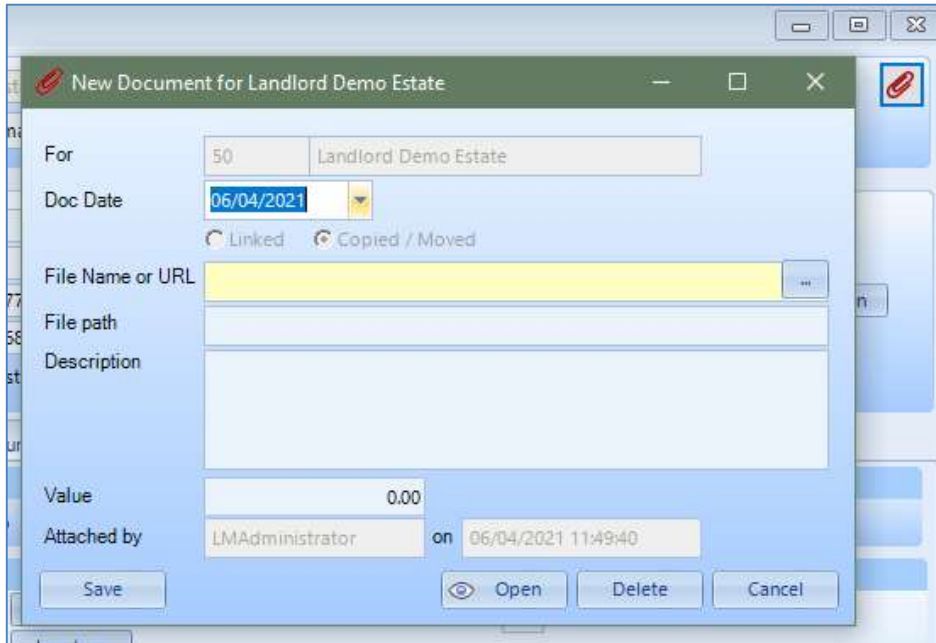 New Document for Landlord Demo Estate
For 50 Landlord Demo Estate
Doc Date 06/04/2021
Linked Copied / Moved
File Name or URL ...
File path
Description
Value 0.00
Attached by LMAdministrator on 06/04/2021 11:49:40
Save Open Delete Cancel